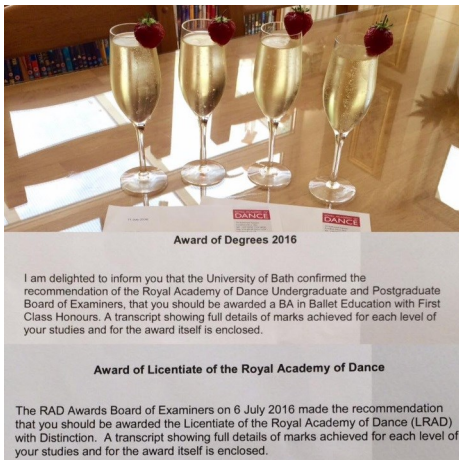 DANCE
DANCE
Award of Degrees 2016
I am delighted to inform you that the University of Bath confirmed the
recommendation of the Royal Academy of Dance Undergraduate and Postgraduate
Board of Examiners, that you should be awarded a BA in Ballet Education with First
Class Honours. A transcript showing full details of marks achieved for each level of
your studies and for the award itself is enclosed.
Award of Licentiate of the Royal Academy of Dance
The RAD Awards Board of Examiners on 6 July 2016 made the recommendation
that you should be awarded the Licentiate of the Royal Academy of Dance (LRAD)
with Distinction. A transcript showing full details of marks achieved for each level of
your studies and for the award itself is enclosed.